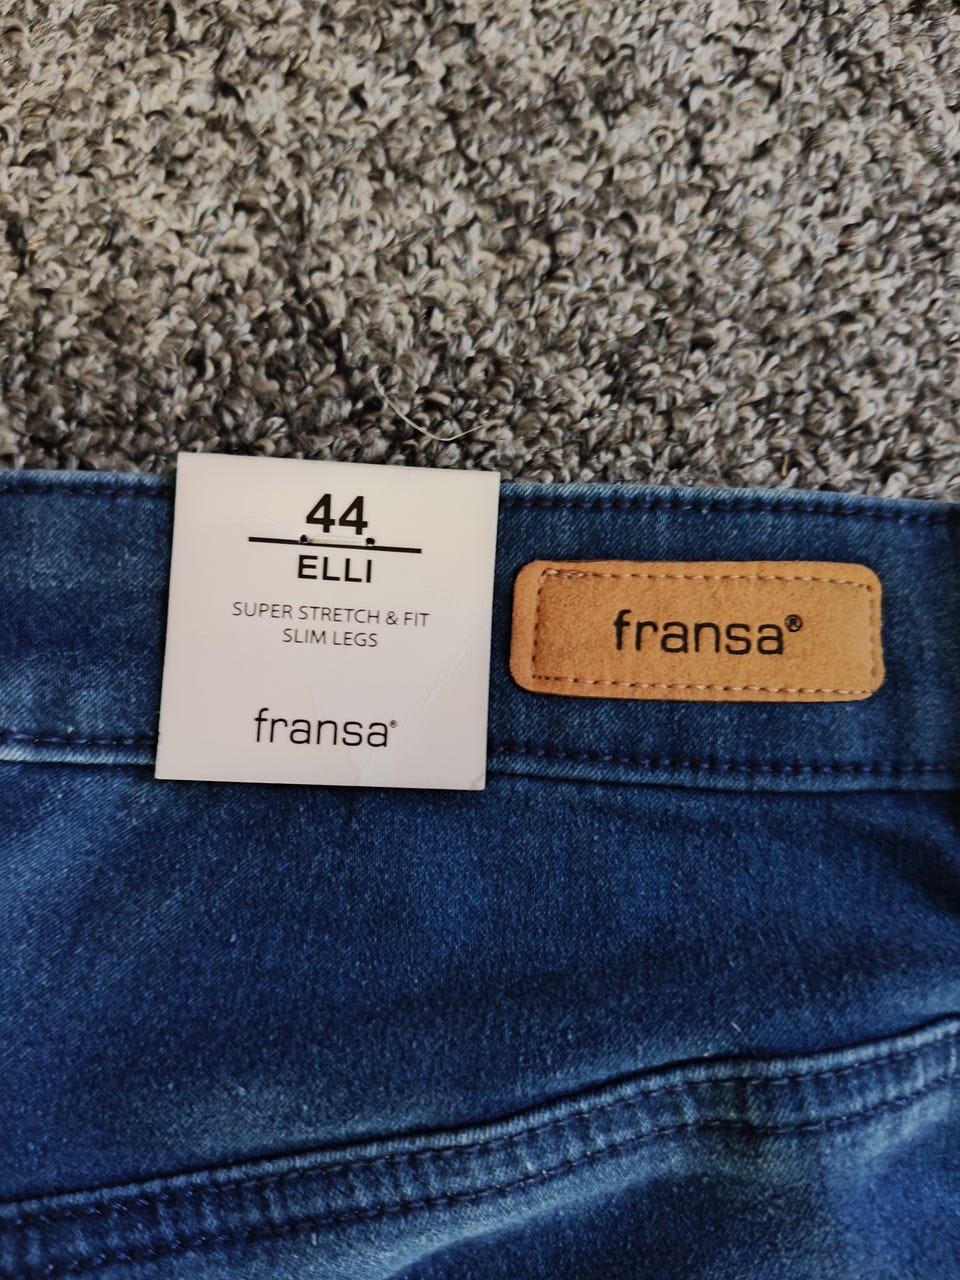 44
ELLI
SUPER STRETCH & FIT
SLIM LEGS
fransa®
fransa®